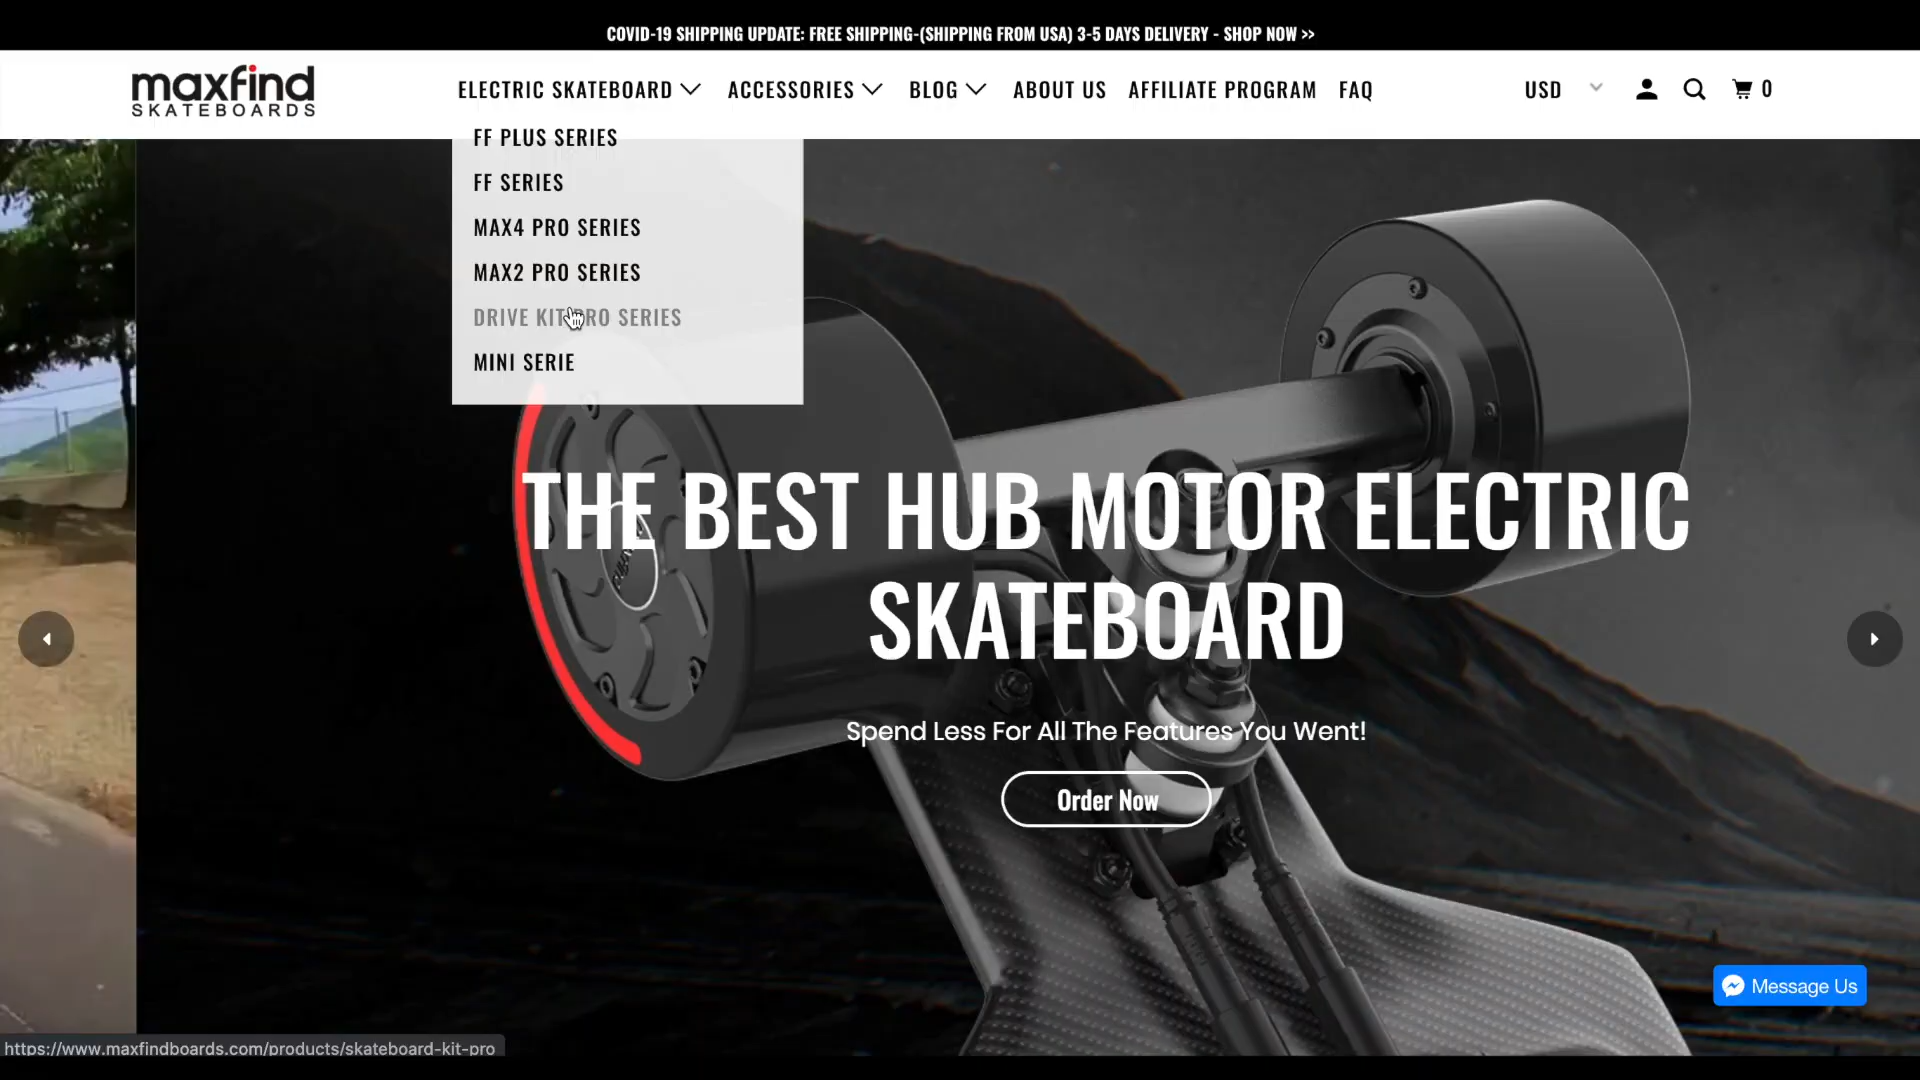 COVID-19 SHIPPING UPDATE: FREE SHIPPING-(SHIPPING FROM USA) 3-5 DAYS DELIVERY - SHOP NOW >>
maxfind
SKATEBOARDS
ELECTRIC SKATEBOARD ACCESSORIES BLOG ABOUT US AFFILIATE PROGRAM FAQ USD 0
FF PLUS SERIES
FF SERIES
MAX4 PRO SERIES
MAX2 PRO SERIES
DRIVE KIT PRO SERIES
MINI SERIE
THE BEST HUB MOTOR ELECTRIC
SKATEBOARD
Spend Less For All The Features You Went!
Order Now
Message Us
https://www.maxfindboards.com/products/skateboard-kit-pro